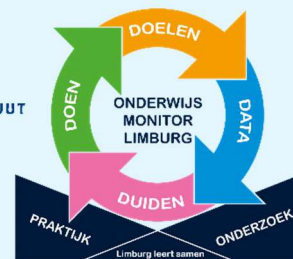 DOELEN
DATA
DUIDEN
DOEN
ONDERWIJS
MONITOR
LIMBURG
PRAKTIJK
ONDERZOEK
Limburg leert samen